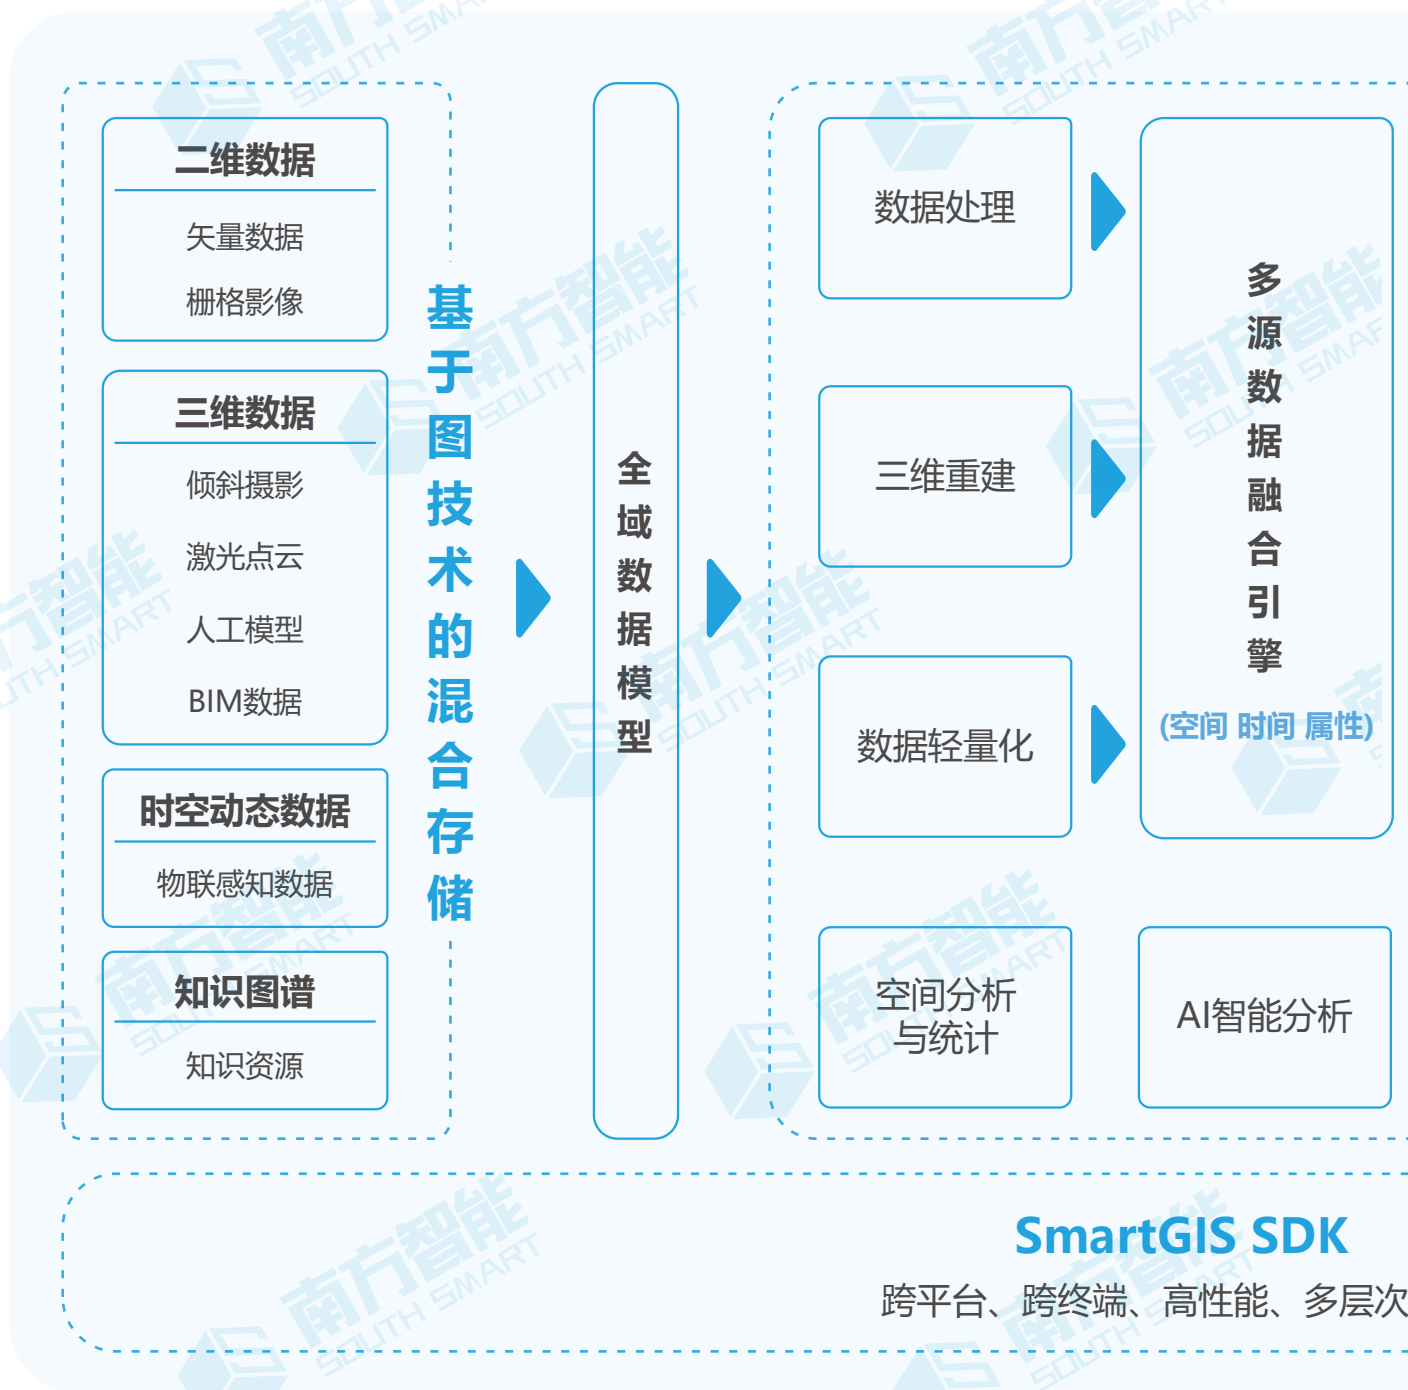 二维数据
矢量数据
栅格影像
三维数据
倾斜摄影
激光点云
人工模型
BIM数据
时空动态数据
物联感知数据
知识图谱
知识资源
基于图技术的混合存储
全域数据模型
数据处理
三维重建
数据轻量化
多源数据融合引擎
(空间 时间 属性)
空间分析
与统计
AI智能分析
SmartGIS SDK
跨平台、跨终端、高性能、多层次
南方智能
SOUTH SMART